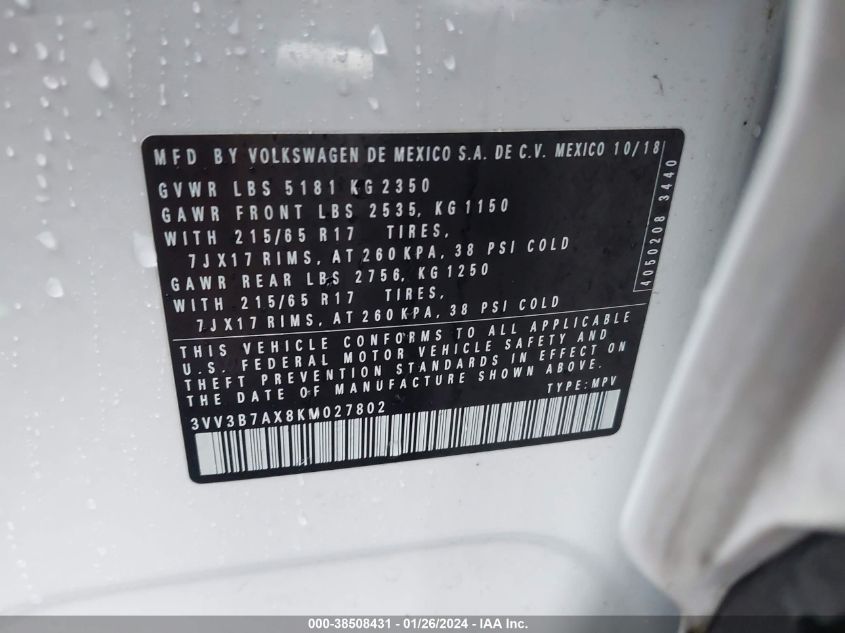 MFD BY VOLKSWAGEN DE MEXICO S.A. DE C.V. MEXICO 10/18
GVWR LBS 5181 KG 2350
GAWR FRONT LBS 2535, KG 1150
WITH 215/65 R17 TIRES,
7JX17 RIMS, AT 260 KPA, 38 PSI COLD
GAWR REAR LBS 2756, KG 1250
WITH 215/65 R17 TIRES,
7JX17 RIMS, AT 260 KPA, 38 PSI COLD
4050208 3440
THIS VEHICLE CONFORMS TO ALL APPLICABLE
U.S. FEDERAL MOTOR VEHICLE SAFETY AND
THEFT PREVENTION STANDARDS IN EFFECT ON
THE DATE OF MANUFACTURE SHOWN ABOVE.
3VV3B7AX8KM027802 TYPE: MPV
000-38508431 - 01/26/2024 - IAA Inc.